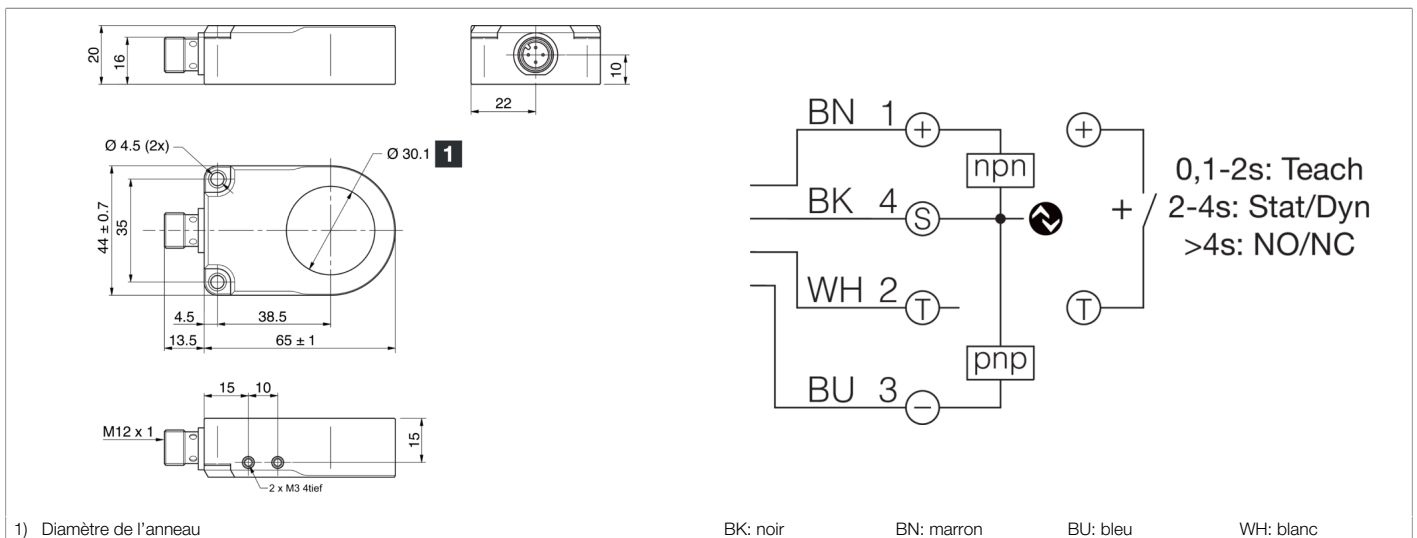 20
16
10
22
Ø 4.5 (2x)
Ø 30.1 1
44 ± 0.7
35
4.5
38.5
13.5
65 ± 1
15
10
M12 x 1
15
2 x M3 4tief
BN 1 +
npn
BK 4 S
WH 2 T
pnp
BU 3 −
+
+
T
0,1-2s: Teach
2-4s: Stat/Dyn
>4s: NO/NC
1) Diamètre de l'anneau
BK: noir
BN: marron
BU: bleu
WH: blanc